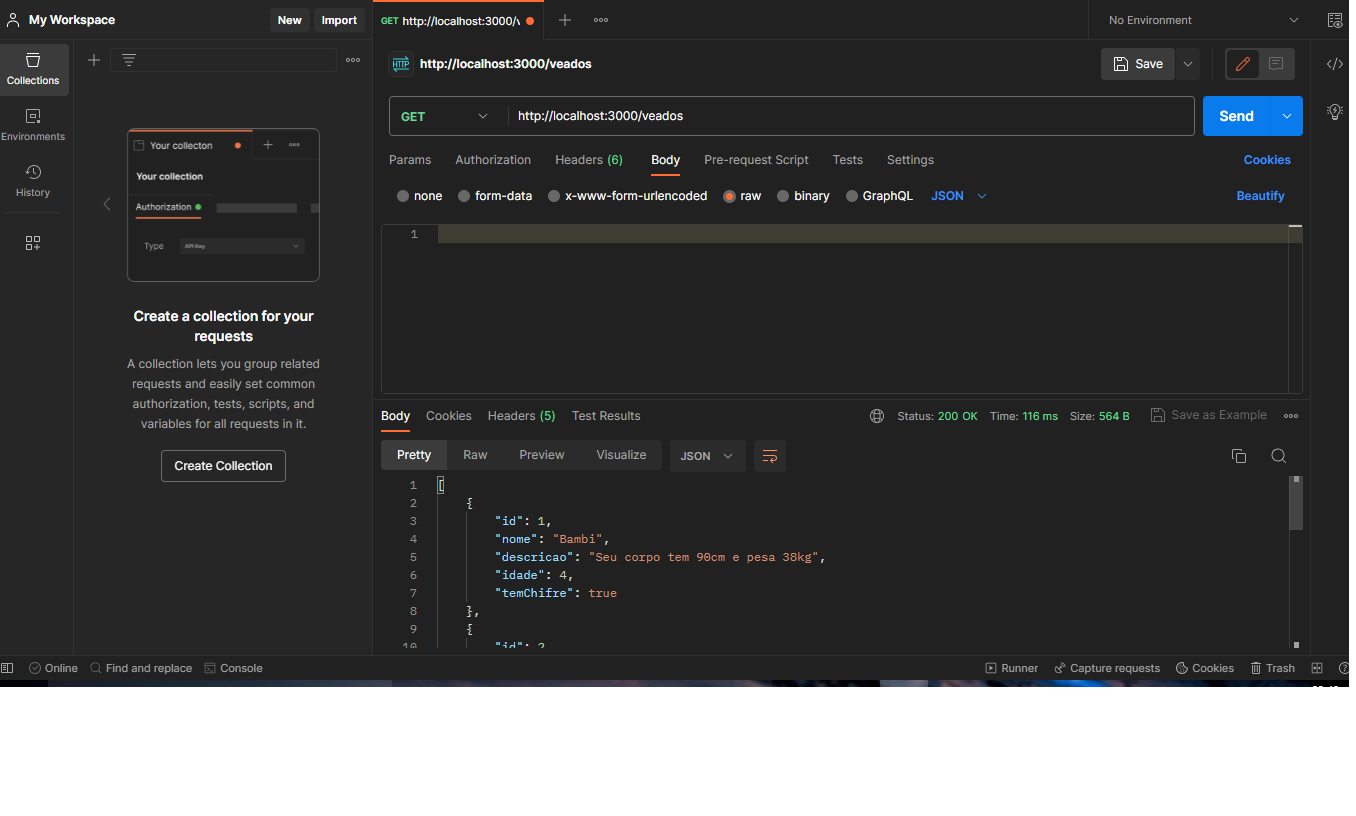 My Workspace
New
Import
GET http://localhost:3000/v
No Environment
Collections
Environments
History
Your collecton
Your collection
Authorization
Type
API Key
Create a collection for your
requests
A collection lets you group related
requests and easily set common
authorization, tests, scripts, and
variables for all requests in it.
Create Collection
HTTP
http://localhost:3000/veados
Save
GET
http://localhost:3000/veados
Send
Params Authorization Headers (6) Body Pre-request Script Tests Settings Cookies
none form-data x-www-form-urlencoded raw binary GraphQL JSON Beautify
1
Body Cookies Headers (5) Test Results Status: 200 OK Time: 116 ms Size: 564 B Save as Example
Pretty Raw Preview Visualize JSON
1 [
2 {
3 "id": 1,
4 "nome": "Bambi",
5 "descricao": "Seu corpo tem 90cm e pesa 38kg",
6 "idade": 4,
7 "temChifre": true
8 },
9 {
10 "id": 2
Online Find and replace Console Runner Capture requests Cookies Trash